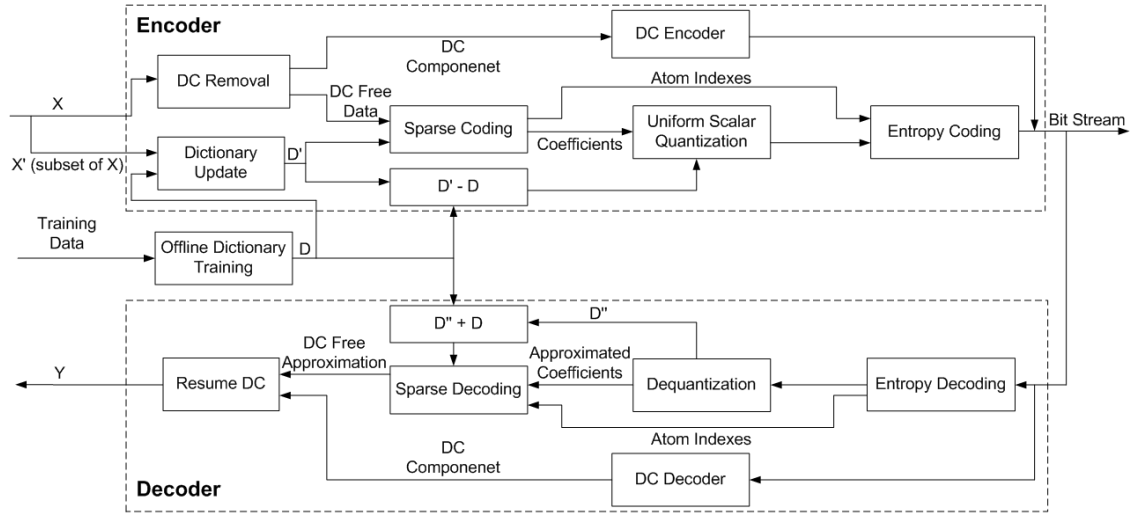 Encoder
DC Encoder
DC
Componenet
DC Removal
X
DC Free
Data
Atom Indexes
Sparse Coding
Coefficients
Uniform Scalar
Quantization
Entropy Coding
Bit Stream
X' (subset of X)
Dictionary
Update
D'
D' - D
Training
Data
Offline Dictionary
Training
D
D" + D
D"
DC Free
Approximation
Approximated
Coefficients
Y
Resume DC
Sparse Decoding
Dequantization
Entropy Decoding
Atom Indexes
DC
Componenet
DC Decoder
Decoder